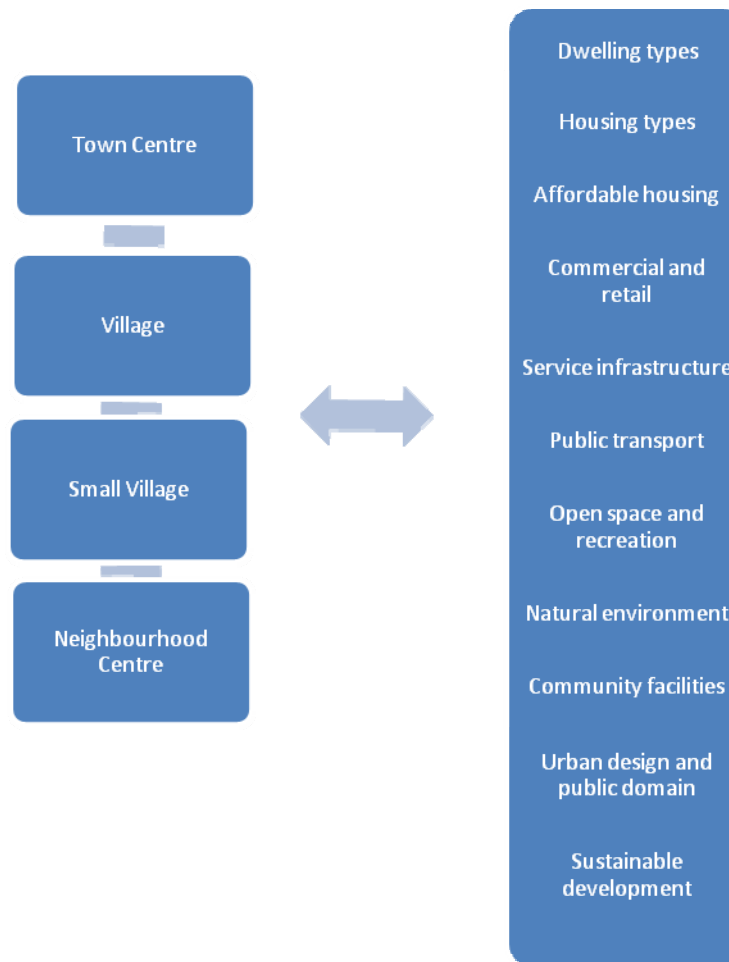 Town Centre
Village
Small Village
Neighbourhood
Centre
Dwelling types
Housing types
Affordable housing
Commercial and
retail
Service infrastructure
Public transport
Open space and
recreation
Natural environment
Community facilities
Urban design and
public domain
Sustainable
development